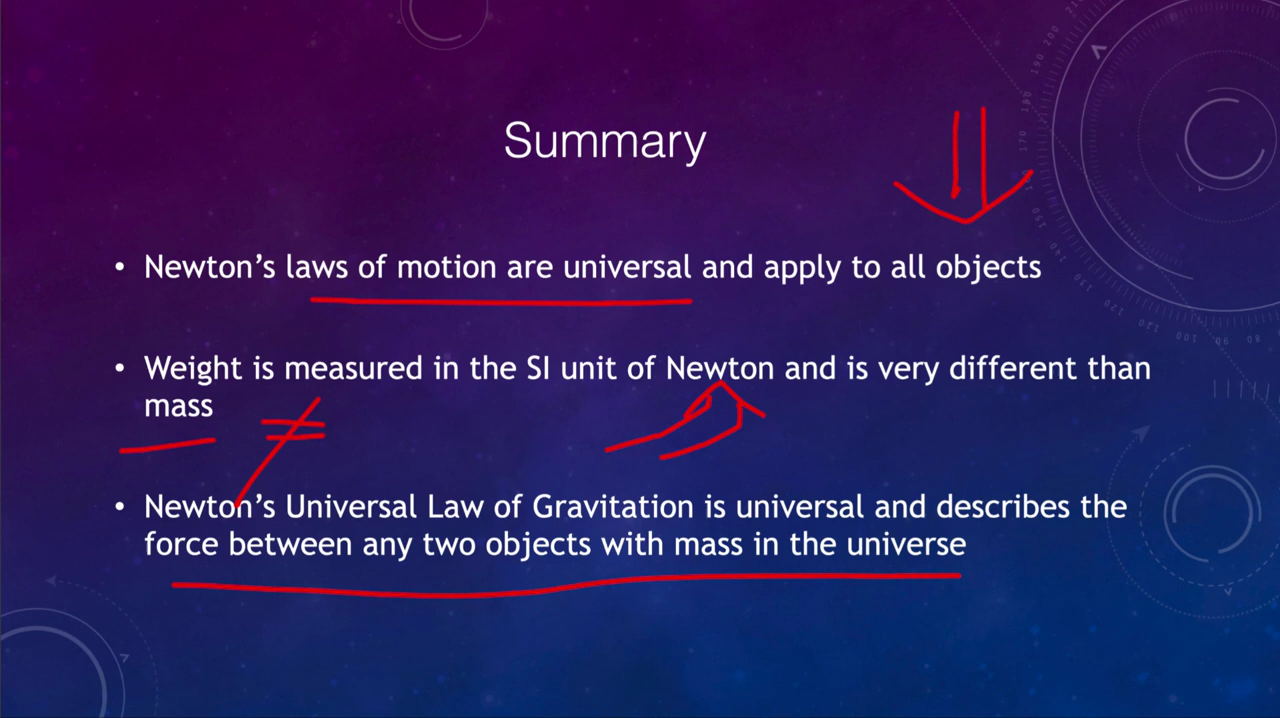 Summary
• Newton's laws of motion are universal and apply to all objects
• Weight is measured in the SI unit of Newton and is very different than
mass
≠
• Newton's Universal Law of Gravitation is universal and describes the
force between any two objects with mass in the universe